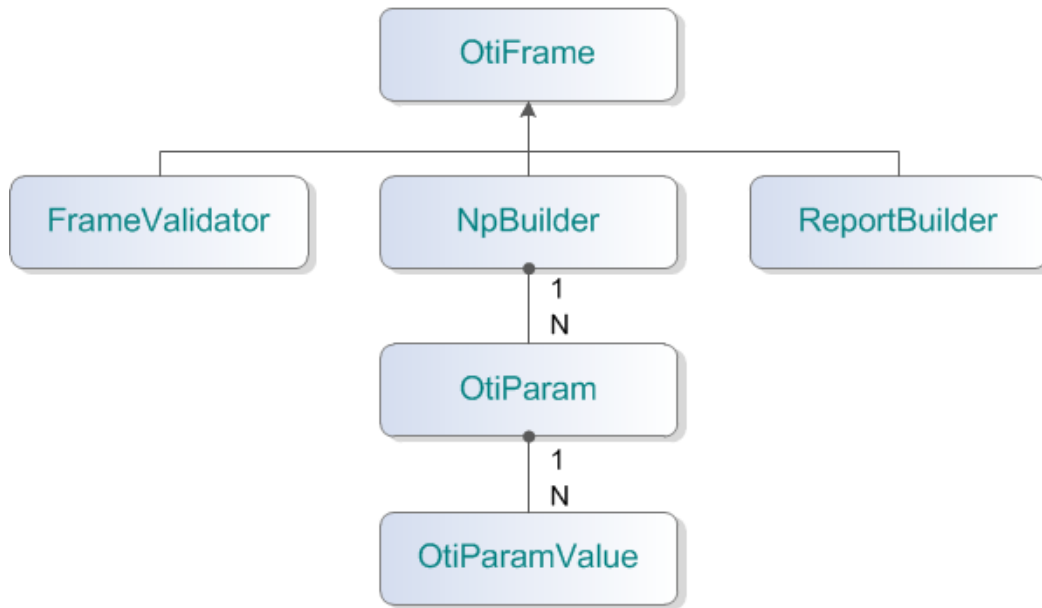 OtiFrame
FrameValidator
NpBuilder
ReportBuilder
1
N
OtiParam
1
N
OtiParamValue